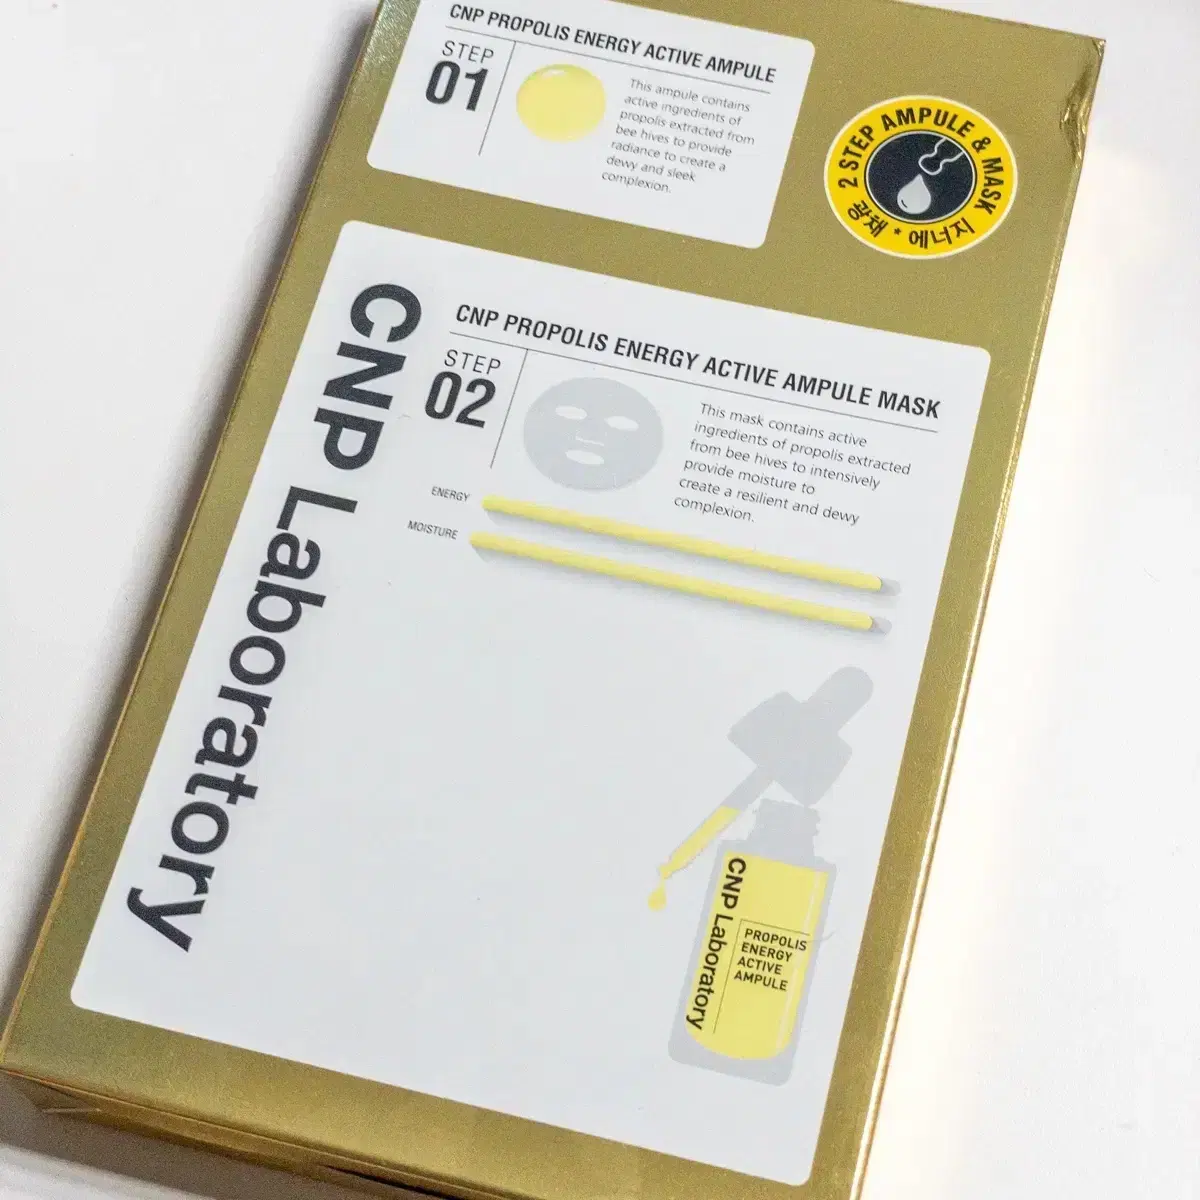 CNP PROPOLIS ENERGY ACTIVE AMPULE
STEP
01
This ampule contains
active ingredients of
propolis extracted from
bee hives to provide
radiance to create a
dewy and sleek
complexion.
2 STEP AMPULE & MASK
광채 * 에너지
CNP Laboratory
CNP PROPOLIS ENERGY ACTIVE AMPULE MASK
STEP
02
This mask contains active
ingredients of propolis extracted
from bee hives to intensively
provide moisture to
create a resilient and dewy
complexion.
ENERGY
MOISTURE
CNP Laboratory
PROPOLIS
ENERGY
ACTIVE
AMPULE